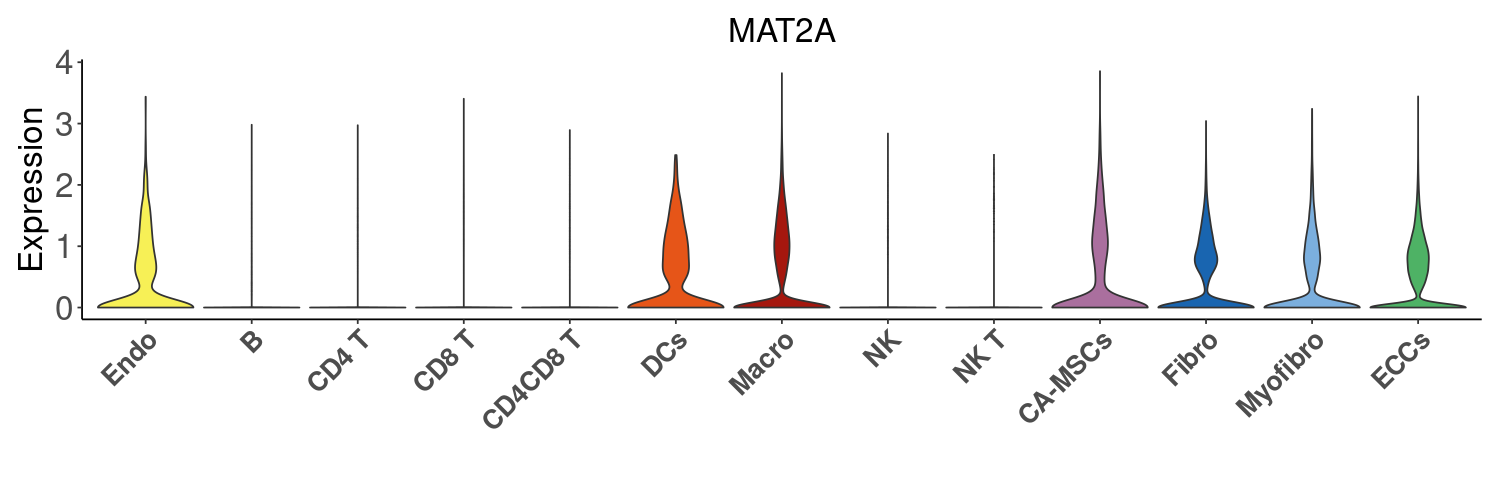 MAT2A
Expression
4
3
2
1
0
Endo
B
CD4 T
CD8 T
CD4CD8 T
DCs
Macro
NK
NK T
CA-MSCs
Fibro
Myofibro
ECCs